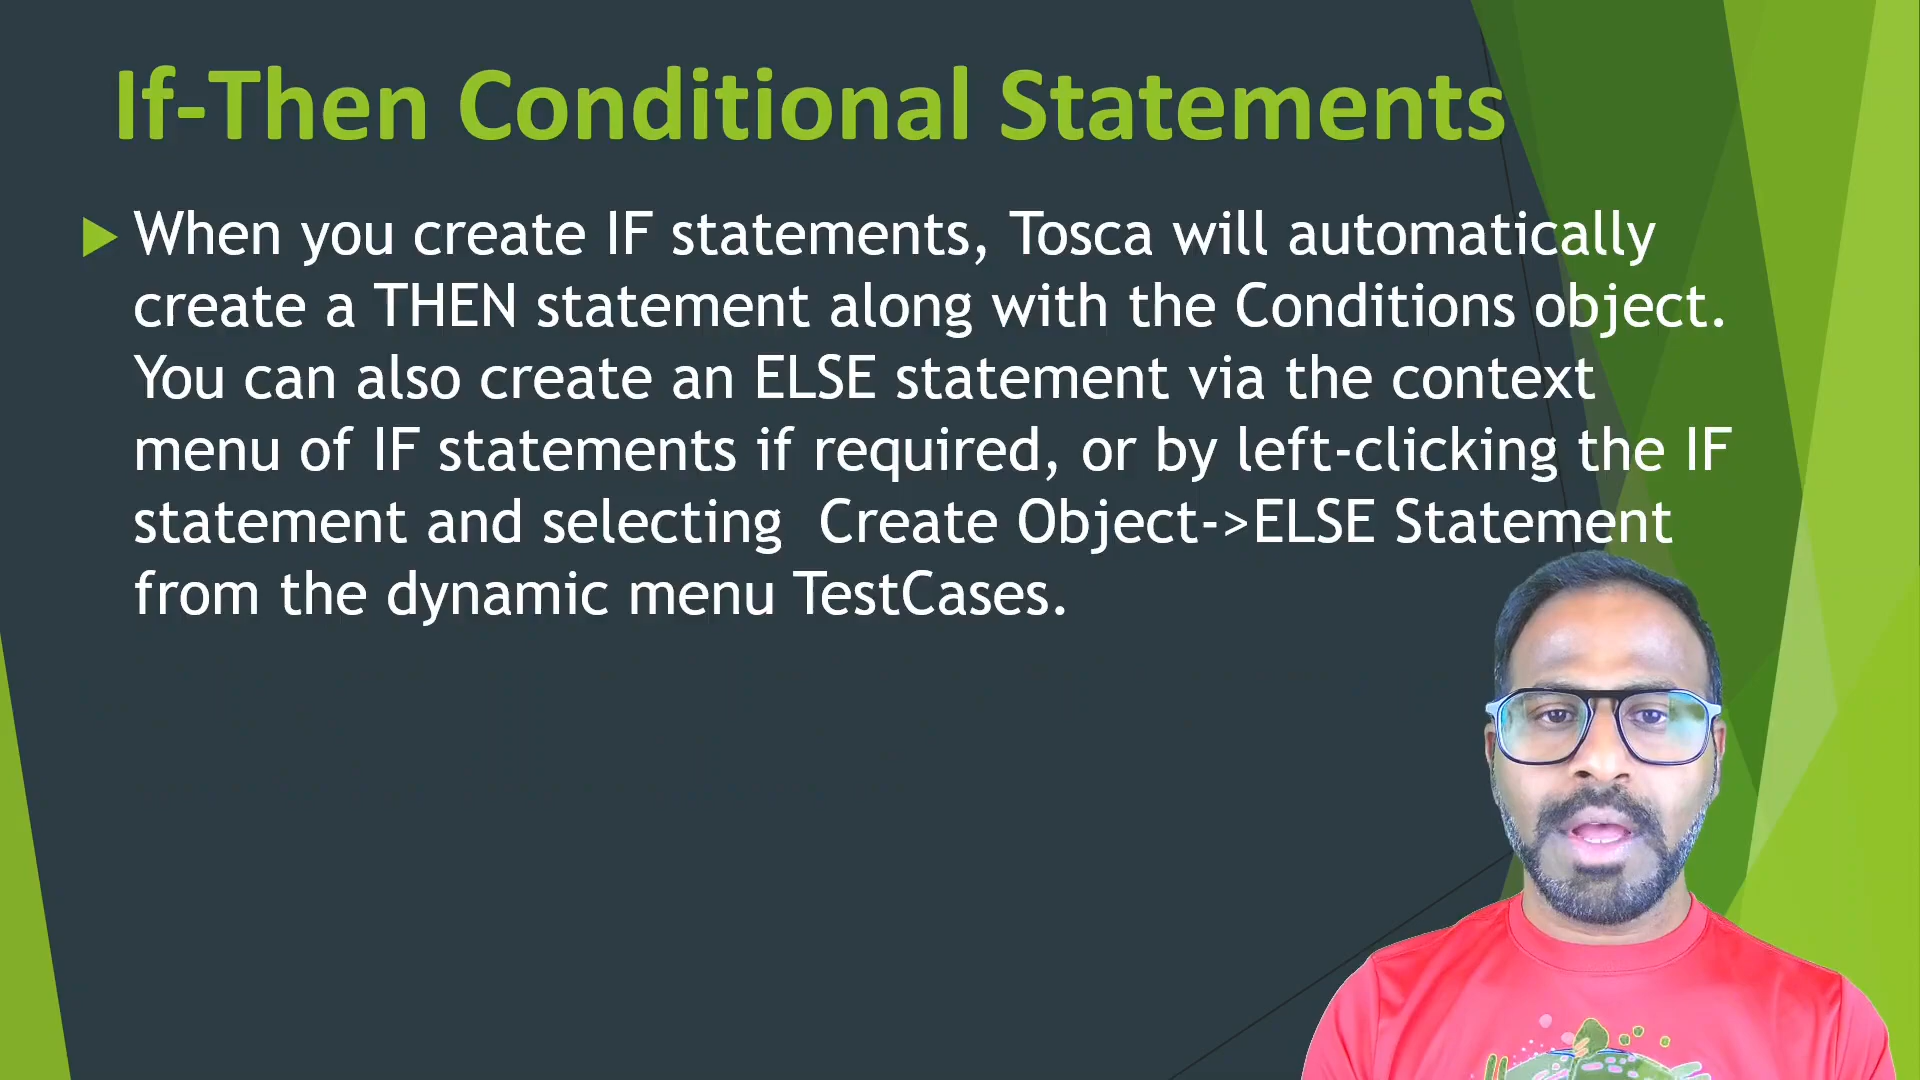 If-Then Conditional Statements
When you create IF statements, Tosca will automatically
create a THEN statement along with the Conditions object.
You can also create an ELSE statement via the context
menu of IF statements if required, or by left-clicking the IF
statement and selecting  Create Object->ELSE Statement
from the dynamic menu TestCases.